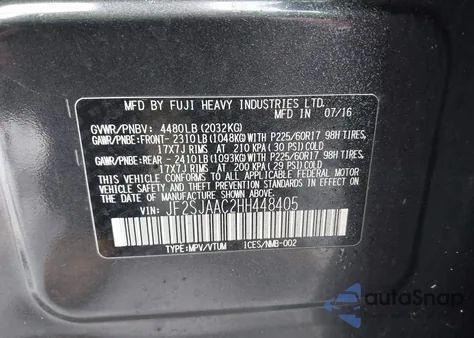 MFD BY FUJI HEAVY INDUSTRIES LTD.
MFD IN 07/16
GVWR/PNBV: 4480LB(2032KG)
GAWR/PNBE:FRONT- 2310LB(1048KG)WITH P225/60R17 98H TIRES,
17X7J RIMS AT 210 KPA(30 PSI)COLD
GAWR/PNBE:REAR - 2410LB(1093KG)WITH P225/60R17 98H TIRES,
17X7J RIMS AT 200 KPA(29 PSI)COLD
THIS VEHICLE CONFORMS TO ALL APPLICABLE
FEDERAL MOTOR VEHICLE SAFETY STANDARDS
IN EFFECT ON THE DATE OF
MANUFACTURE SHOWN ABOVE.
VIN: JF2SJAAC2HH448405
TYPE:MPV/VTUM ICES/NMB-002
autoSnap